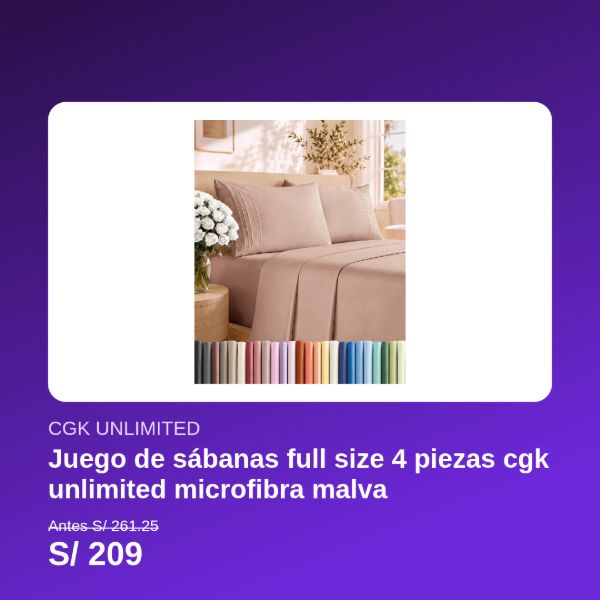 CGK UNLIMITED
Juego de sábanas full size 4 piezas cgk
unlimited microfibra malva
Antes S/ 261.25
S/ 209